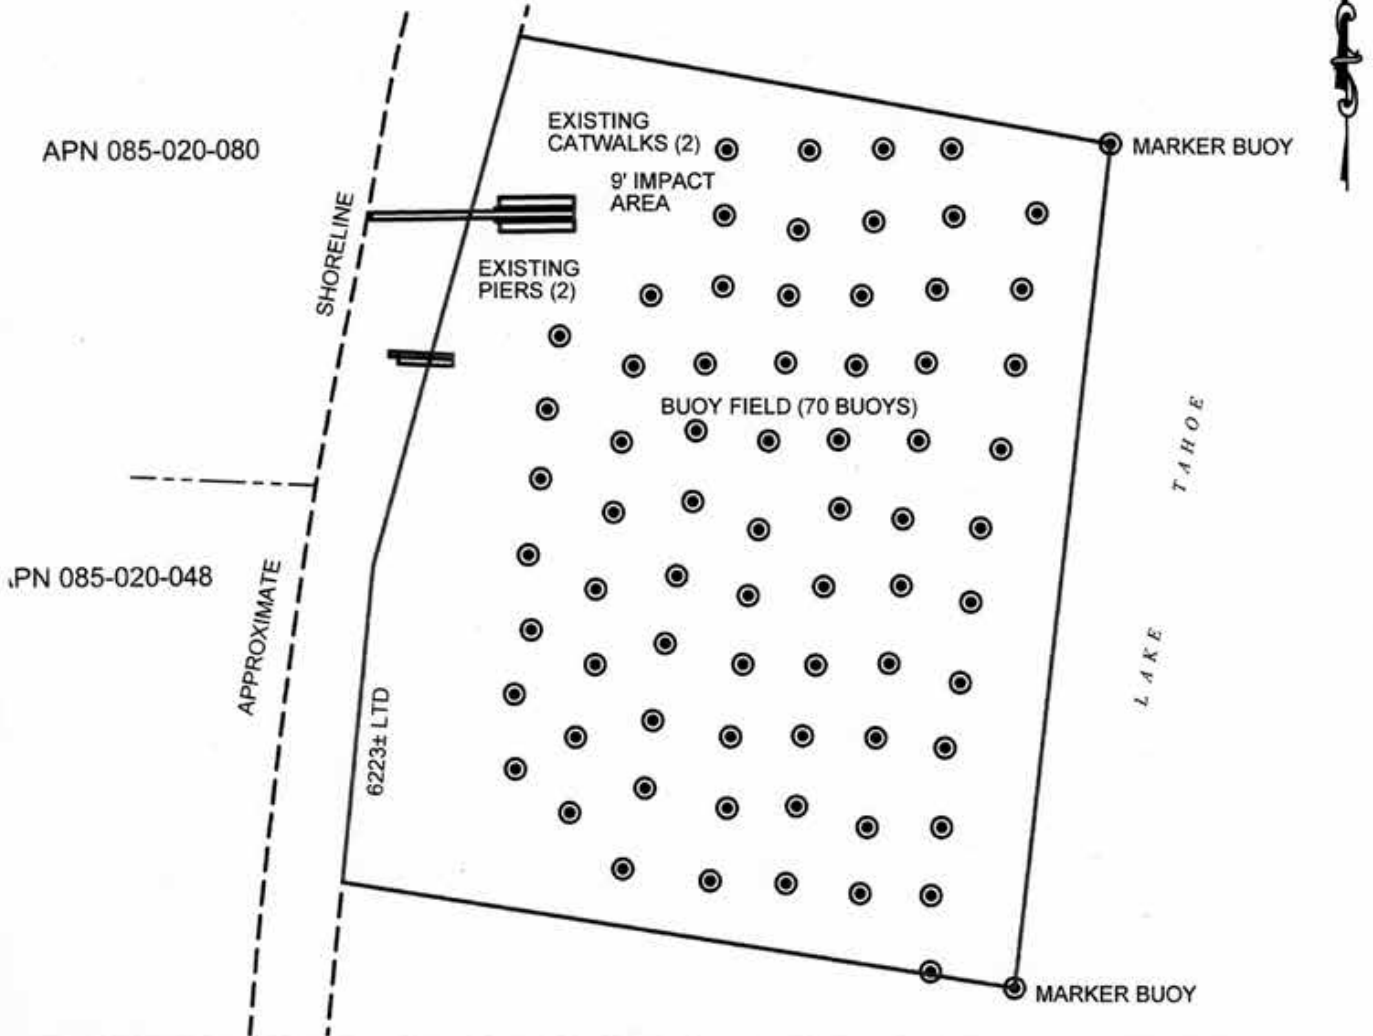 EXISTING
CATWALKS (2)
MARKER BUOY
APN 085-020-080
9' IMPACT
AREA
SHORELINE
EXISTING
PIERS (2)
BUOY FIELD (70 BUOYS)
LAKE TAHOE
PN 085-020-048
APPROXIMATE
6223± LTD
MARKER BUOY